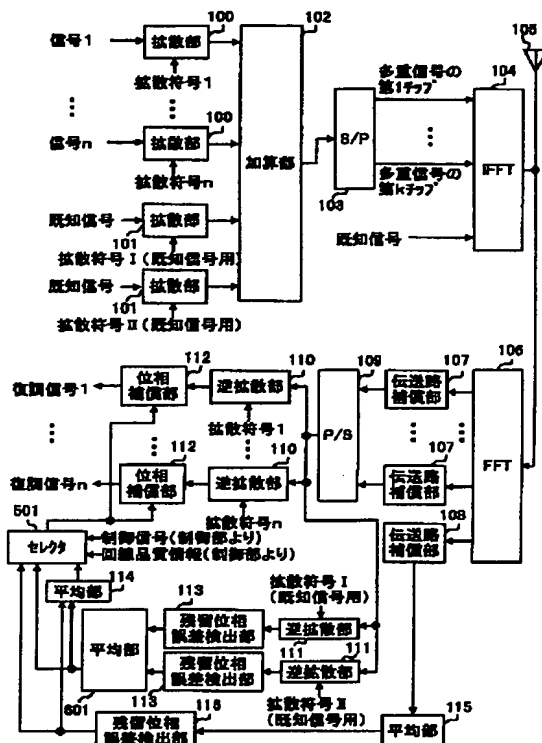 信号1
拡散部
100
102
拡散符号1
信号n
拡散部
100
拡散符号n
加算部
既知信号
拡散部
101
拡散符号Ⅰ(既知信号用)
既知信号
拡散部
101
拡散符号Ⅱ(既知信号用)
S/P
103
多重信号の
第1チップ
多重信号の
第kチップ
既知信号
104
IFFT
105
復調信号1
位相
補償部
112
逆拡散部
110
拡散符号1
109
P/S
伝送路
補償部
107
106
FFT
復調信号n
位相
補償部
112
逆拡散部
110
拡散符号n
伝送路
補償部
107
伝送路
補償部
108
501
セレクタ
制御信号(制御部より)
回線品質情報(制御部より)
平均部
114
平均部
601
113
残留位相
誤差検出部
残留位相
誤差検出部
113
拡散符号Ⅰ
(既知信号用)
逆拡散部
111
逆拡散部
111
拡散符号Ⅱ
(既知信号用)
残留位相
誤差検出部
116
平均部
115